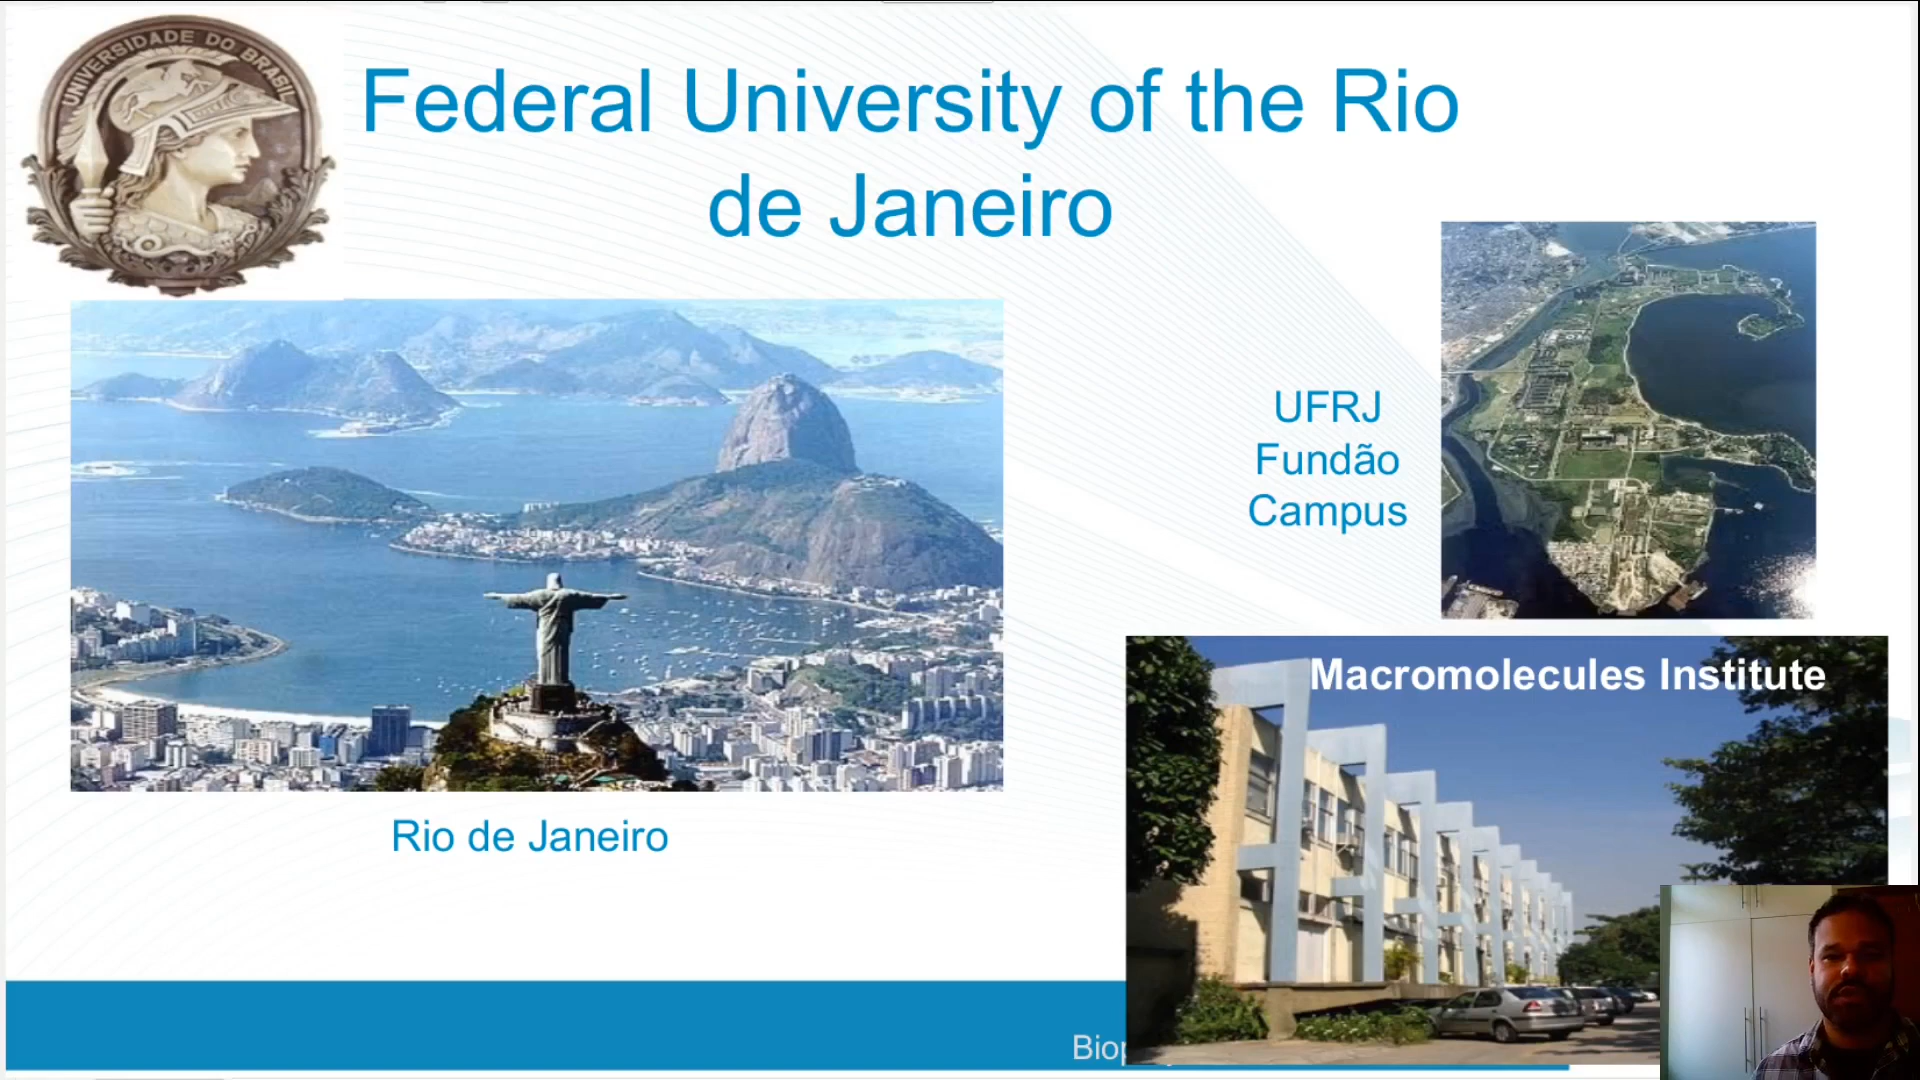 UNIVERSIDADE DO BRASIL
Federal University of the Rio
de Janeiro
UFRJ
Fundão
Campus
Macromolecules Institute
Rio de Janeiro